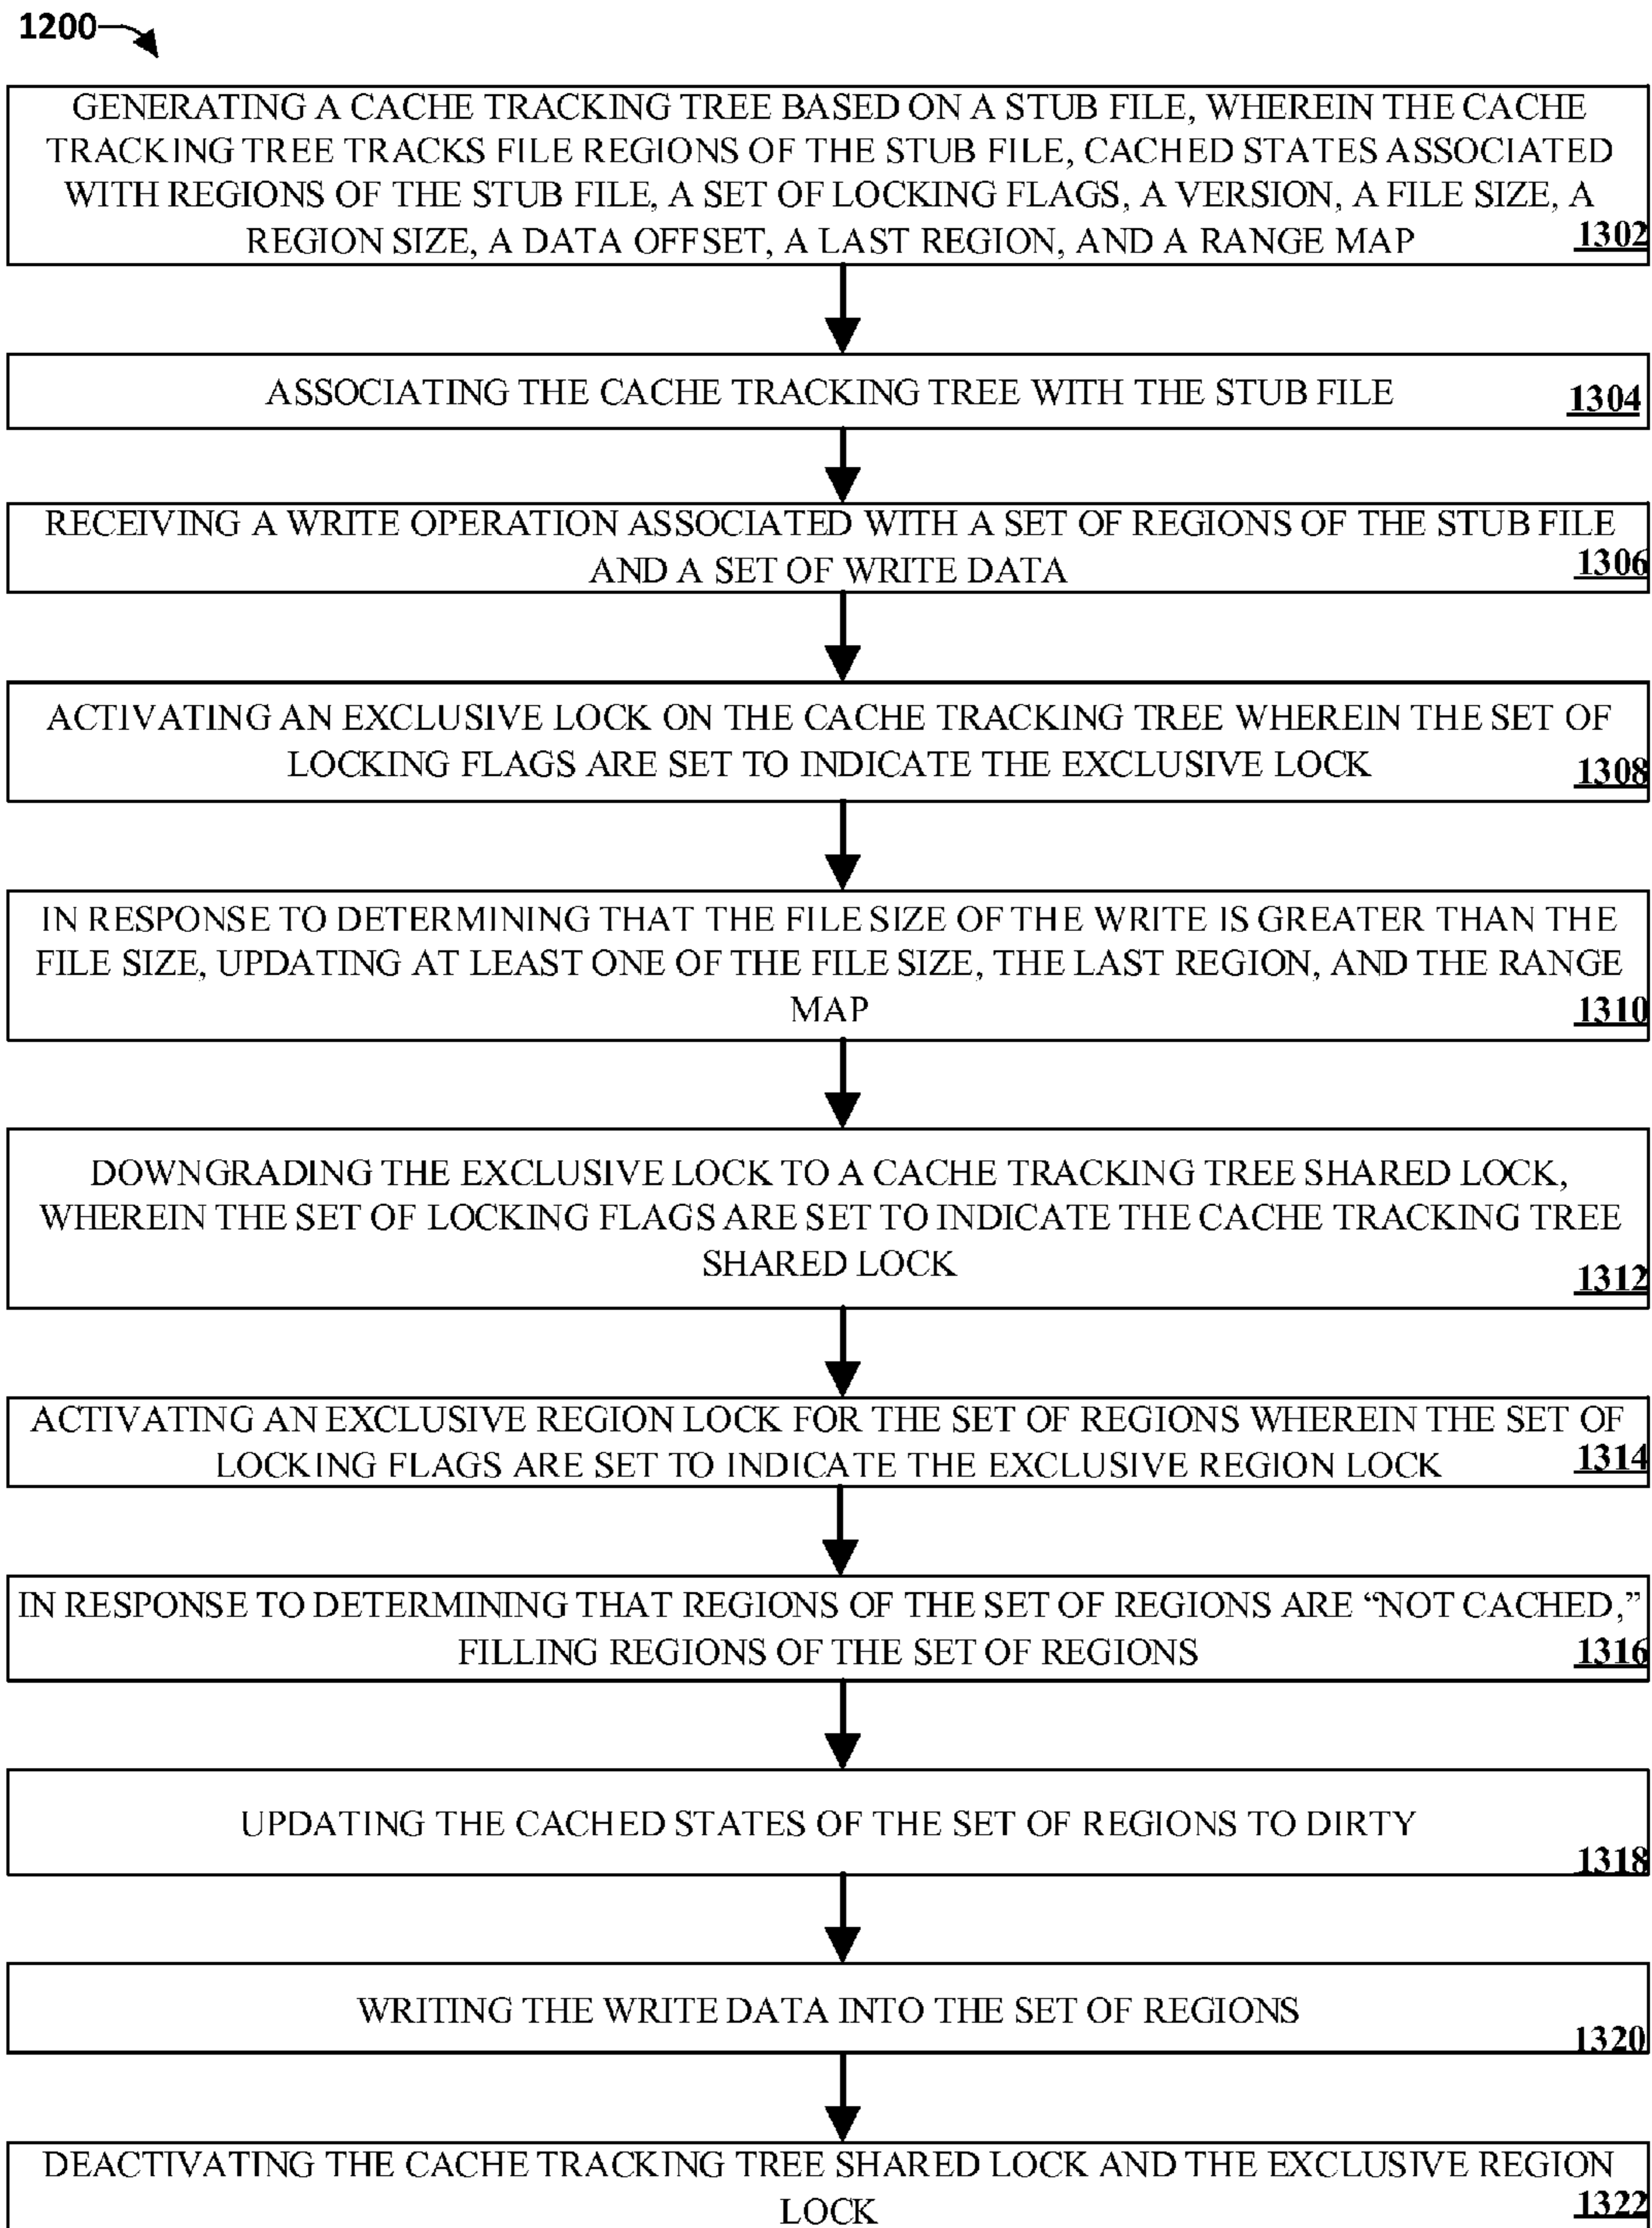 1200
GENERATING A CACHE TRACKING TREE BASED ON A STUB FILE, WHEREIN THE CACHE
TRACKING TREE TRACKS FILE REGIONS OF THE STUB FILE, CACHED STATES ASSOCIATED
WITH REGIONS OF THE STUB FILE, A SET OF LOCKING FLAGS, A VERSION, A FILE SIZE, A
REGION SIZE, A DATA OFFSET, A LAST REGION, AND A RANGE MAP 1302
ASSOCIATING THE CACHE TRACKING TREE WITH THE STUB FILE 1304
RECEIVING A WRITE OPERATION ASSOCIATED WITH A SET OF REGIONS OF THE STUB FILE
AND A SET OF WRITE DATA 1306
ACTIVATING AN EXCLUSIVE LOCK ON THE CACHE TRACKING TREE WHEREIN THE SET OF
LOCKING FLAGS ARE SET TO INDICATE THE EXCLUSIVE LOCK 1308
IN RESPONSE TO DETERMINING THAT THE FILE SIZE OF THE WRITE IS GREATER THAN THE
FILE SIZE, UPDATING AT LEAST ONE OF THE FILE SIZE, THE LAST REGION, AND THE RANGE
MAP 1310
DOWNGRADING THE EXCLUSIVE LOCK TO A CACHE TRACKING TREE SHARED LOCK,
WHEREIN THE SET OF LOCKING FLAGS ARE SET TO INDICATE THE CACHE TRACKING TREE
SHARED LOCK 1312
ACTIVATING AN EXCLUSIVE REGION LOCK FOR THE SET OF REGIONS WHEREIN THE SET OF
LOCKING FLAGS ARE SET TO INDICATE THE EXCLUSIVE REGION LOCK 1314
IN RESPONSE TO DETERMINING THAT REGIONS OF THE SET OF REGIONS ARE “NOT CACHED,”
FILLING REGIONS OF THE SET OF REGIONS 1316
UPDATING THE CACHED STATES OF THE SET OF REGIONS TO DIRTY 1318
WRITING THE WRITE DATA INTO THE SET OF REGIONS 1320
DEACTIVATING THE CACHE TRACKING TREE SHARED LOCK AND THE EXCLUSIVE REGION
LOCK 1322